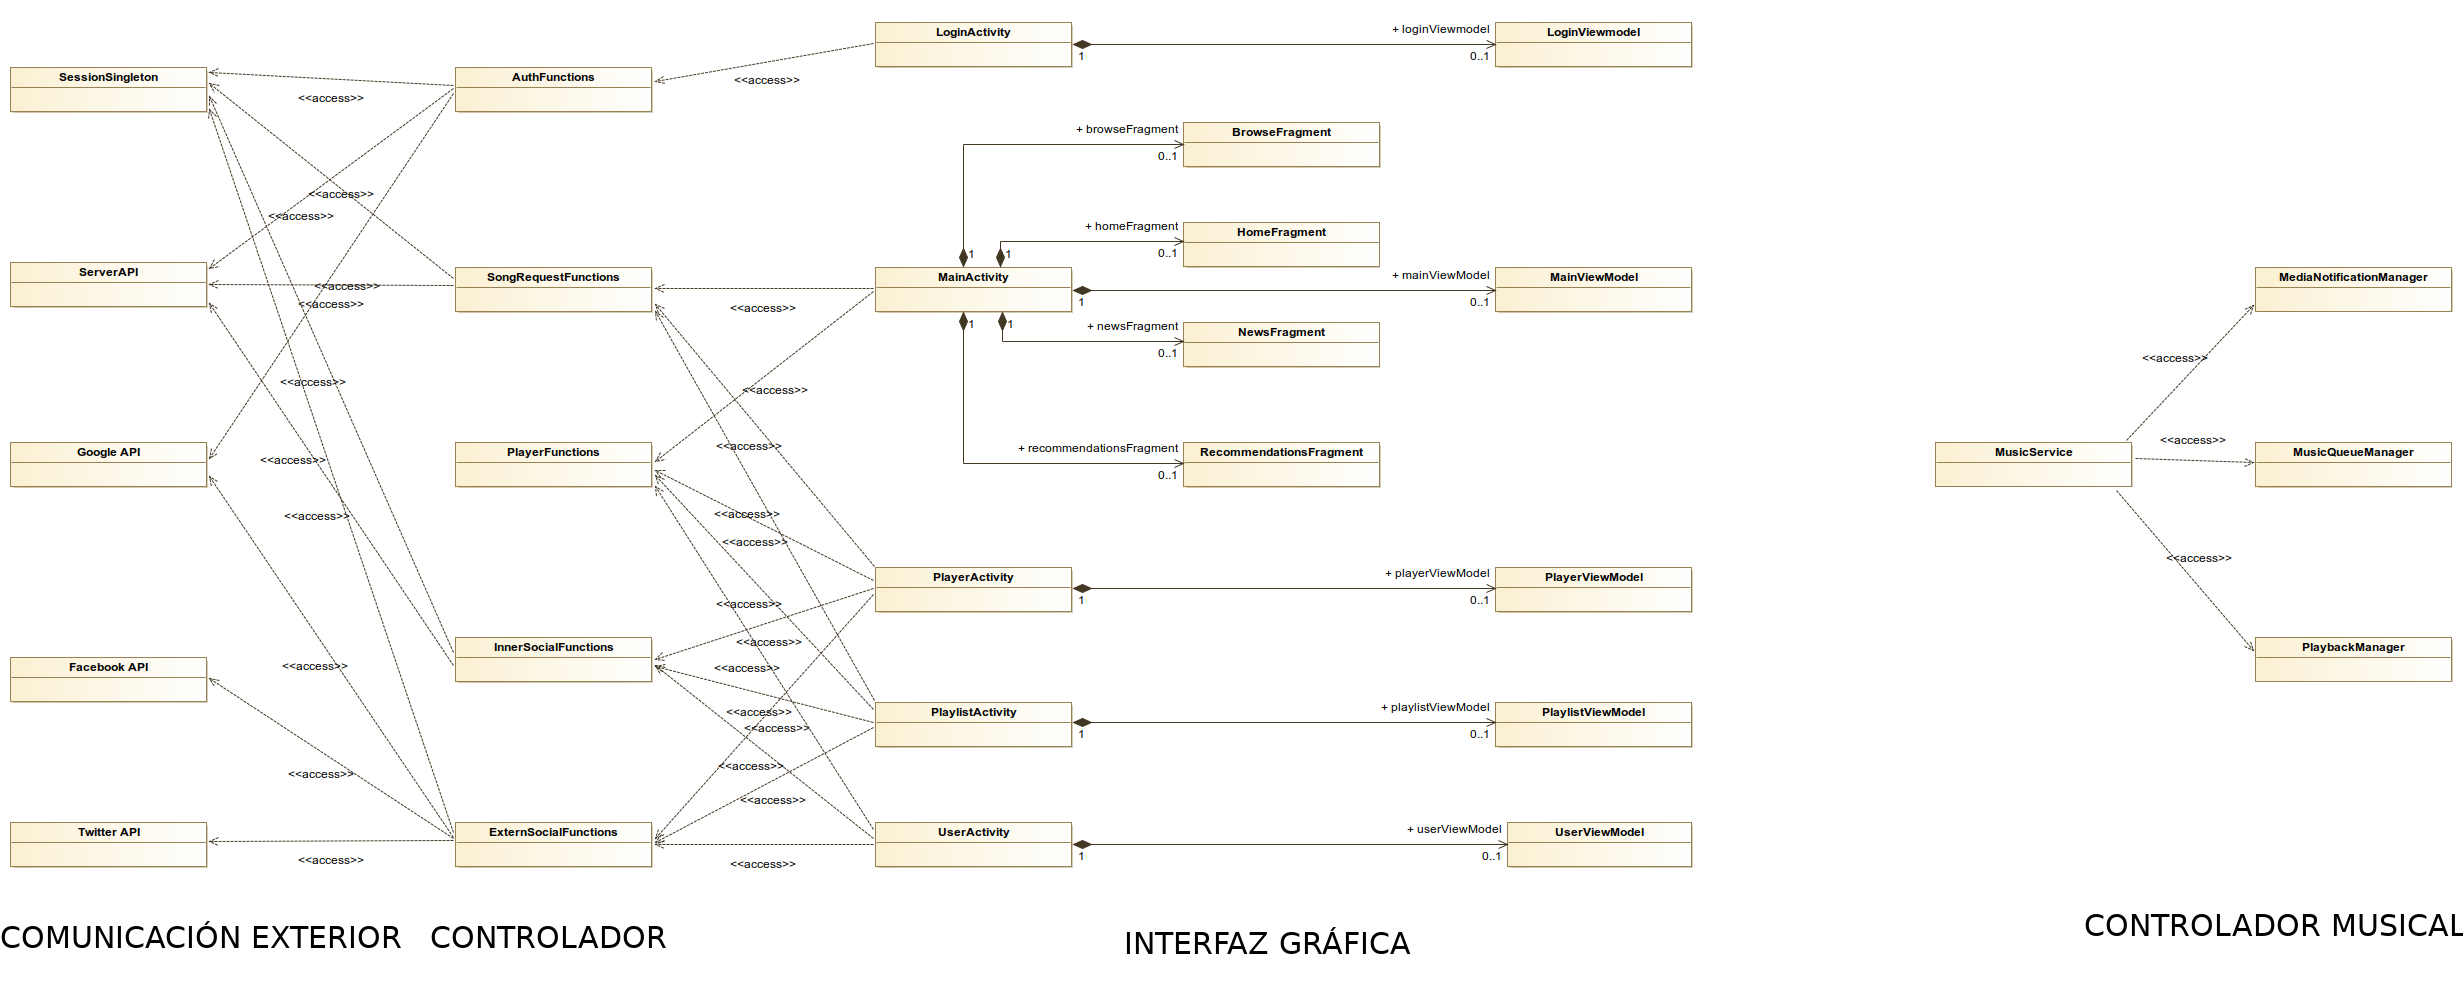 LoginActivity
+ loginViewmodel
LoginViewmodel
1
0..1
SessionSingleton
AuthFunctions
<<access>>
<<access>>
+ browseFragment
BrowseFragment
0..1
<<access>>
<<access>>
+ homeFragment
HomeFragment
0..1
1
1
ServerAPI
SongRequestFunctions
MainActivity
+ mainViewModel
MainViewModel
MediaNotificationManager
<<access>>
<<access>>
<<access>>
1
0..1
1
1
+ newsFragment
NewsFragment
0..1
<<access>>
<<access>>
<<access>>
<<access>>
<<access>>
+ recommendationsFragment
RecommendationsFragment
0..1
Google API
PlayerFunctions
MusicService
<<access>>
MusicQueueManager
<<access>>
<<access>>
<<access>>
<<access>>
<<access>>
PlayerActivity
+ playerViewModel
PlayerViewModel
1
0..1
<<access>>
<<access>>
InnerSocialFunctions
PlaybackManager
Facebook API
<<access>>
<<access>>
PlaylistActivity
+ playlistViewModel
PlaylistViewModel
<<access>>
<<access>>
1
0..1
<<access>>
<<access>>
<<access>>
Twitter API
ExternSocialFunctions
UserActivity
+ userViewModel
UserViewModel
<<access>>
<<access>>
1
0..1
COMUNICACIÓN EXTERIOR
CONTROLADOR
INTERFAZ GRÁFICA
CONTROLADOR MUSICAL